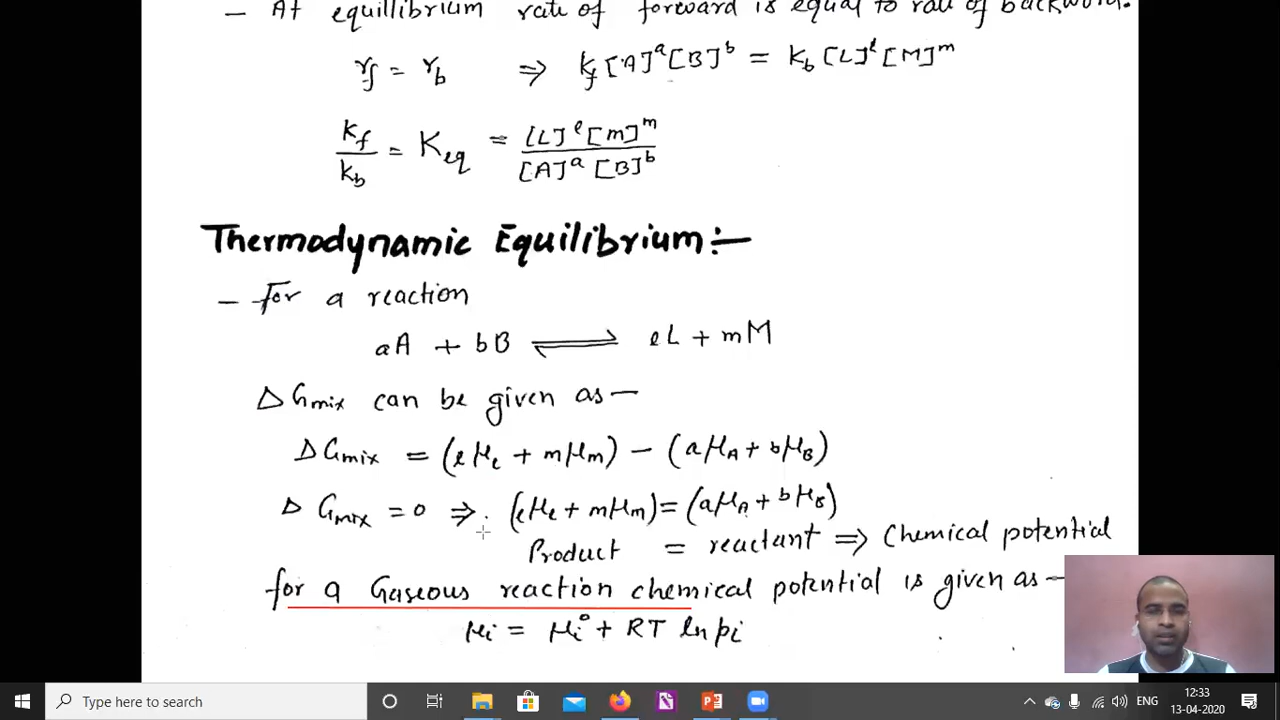 – At equilibrium rate of forward is equal to rate of backword.
rf = rb ⇒ kf [A]^a [B]^b = kb [L]^l [M]^m
kf/kb = Keq = [L]^l [m]^m / [A]^a [B]^b
Thermodynamic Equilibrium:–
– for a reaction
aA + bB ⇌ lL + mM
ΔGmix can be given as –
ΔGmix = (lμL + mμm) – (aμA + bμB)
ΔGmix = 0 ⇒ (lμL + mμm) = (aμA + bμB)
Product = reactant ⇒ Chemical potential
for a Gaseous reaction chemical potential is given as –
μi = μi° + RT ln pi
Type here to search
ENG
12:33
13-04-2020